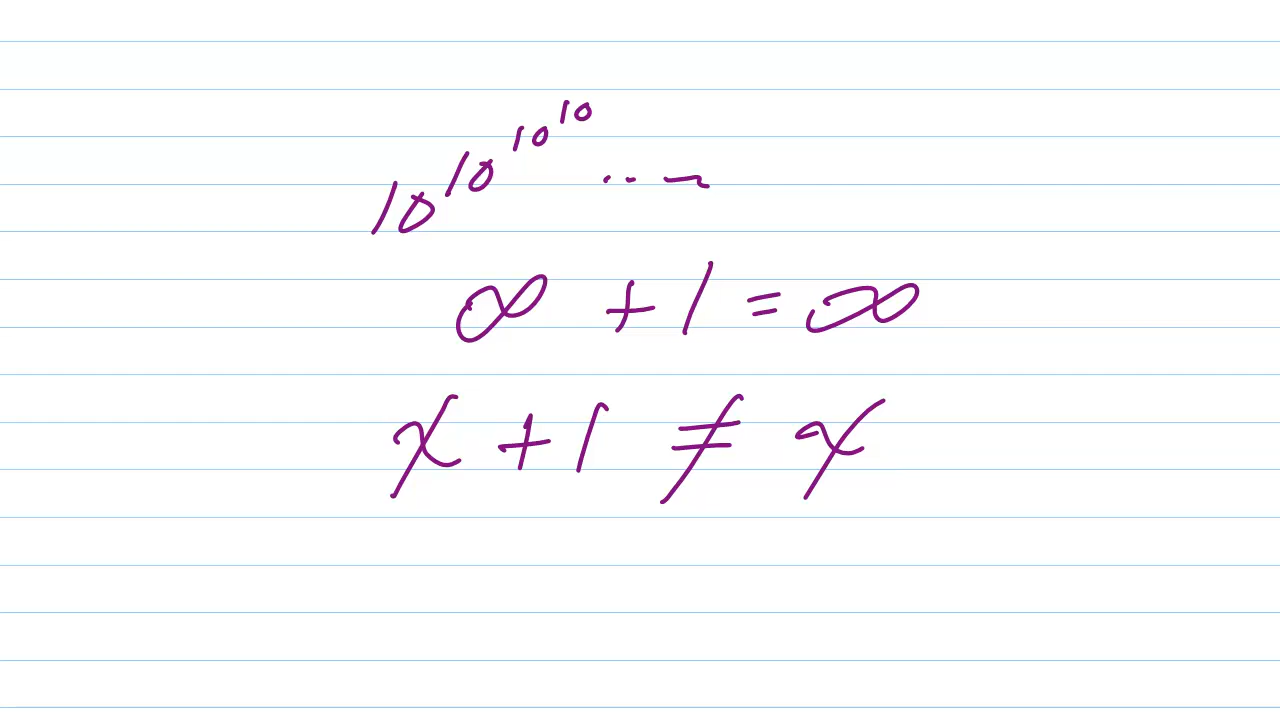 10^10^10^10 ...
∞ + 1 = ∞
x + 1 ≠ x